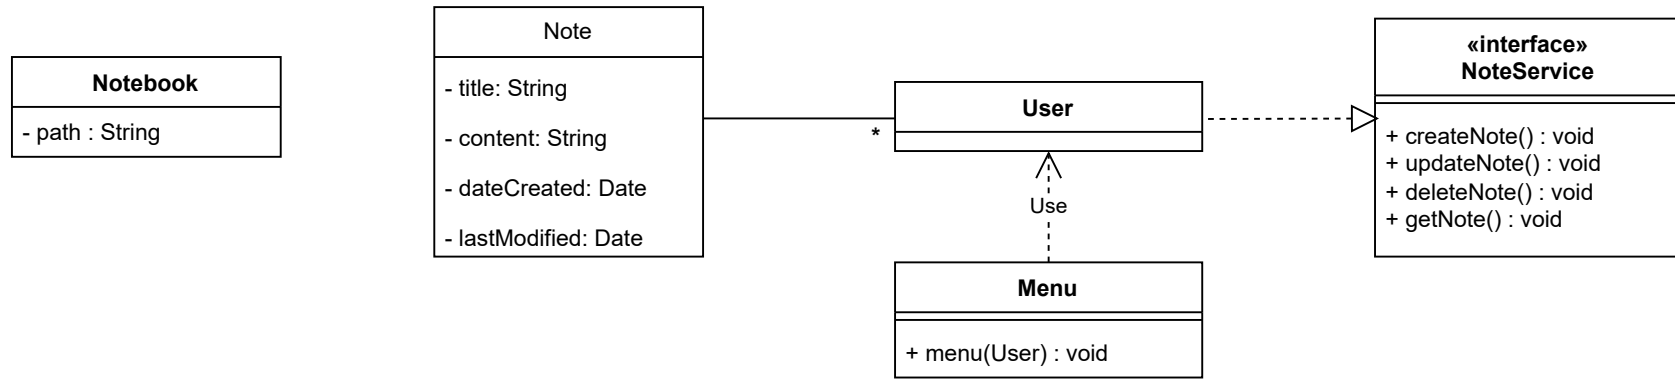 Notebook
- path : String
Note
- title: String
- content: String
- dateCreated: Date
- lastModified: Date
*
User
Use
Menu
+ menu(User) : void
«interface»
NoteService
+ createNote() : void
+ updateNote() : void
+ deleteNote() : void
+ getNote() : void